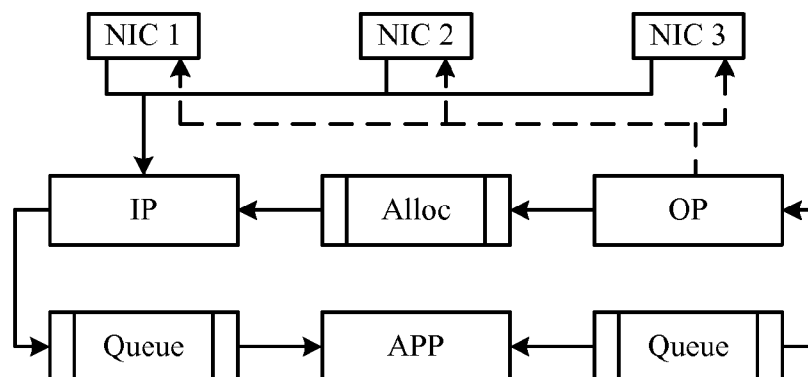 NIC 1
NIC 2
NIC 3
IP
Alloc
OP
Queue
APP
Queue